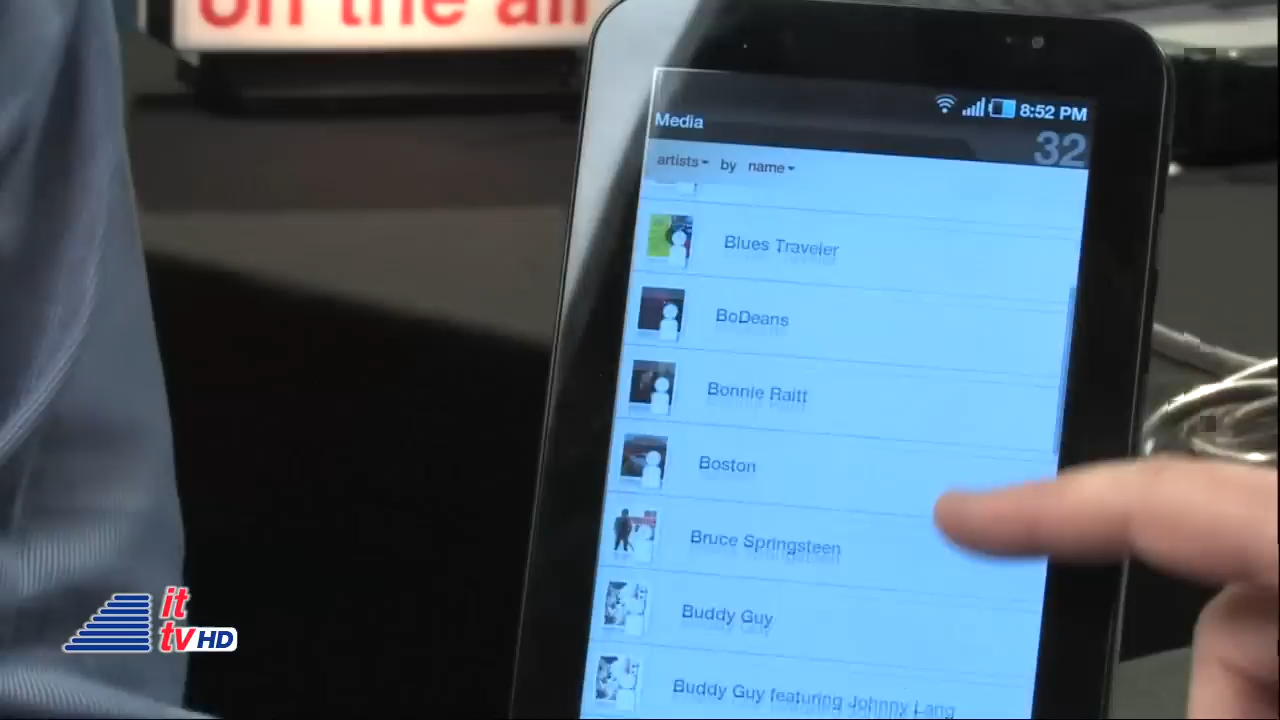 on the air
8:52 PM
Media
32
artists by name
Blues Traveler
BoDeans
Bonnie Raitt
Boston
Bruce Springsteen
Buddy Guy
Buddy Guy featuring Johnny Lang
it
tv HD